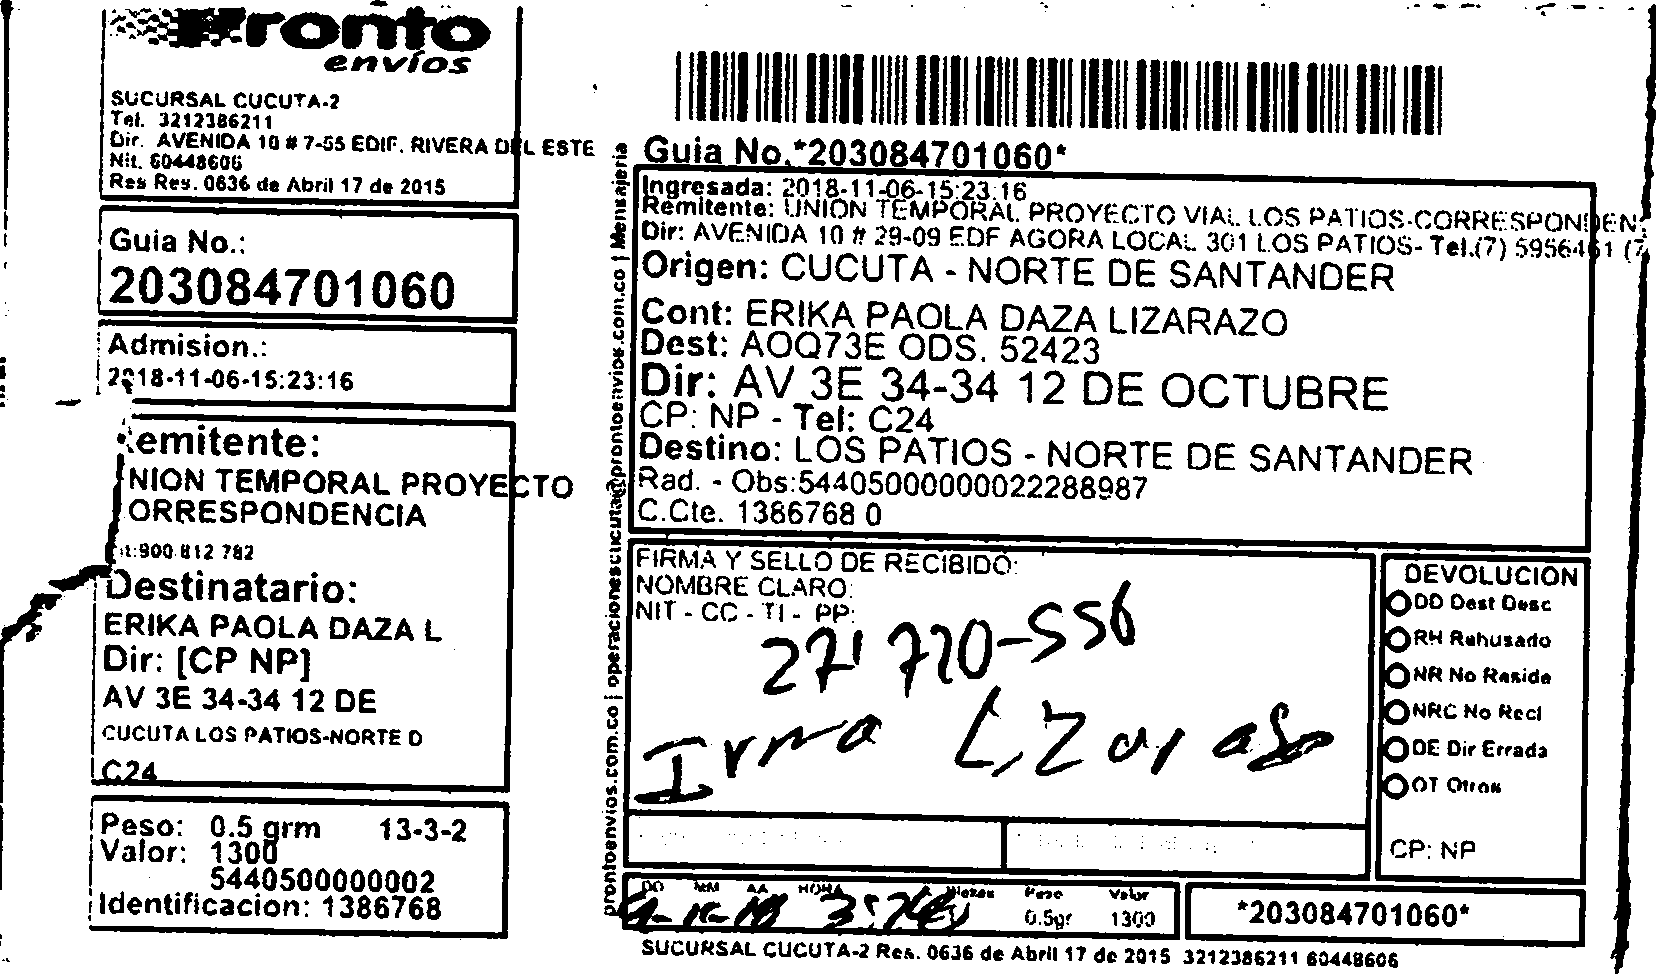 Pronto
envíos
SUCURSAL CUCUTA-2
Tel. 3212386211
Dir. AVENIDA 10 # 7-55 EDIF. RIVERA DEL ESTE
Nit. 60448606
Res Res. 0636 de Abril 17 de 2015
Guia No.:
203084701060
Admision.:
2018-11-06-15:23:16
emitente:
NION TEMPORAL PROYECTO
ORRESPONDENCIA
it:900 812 782
Destinatario:
ERIKA PAOLA DAZA L
Dir: [CP NP]
AV 3E 34-34 12 DE
CUCUTA LOS PATIOS-NORTE D
C24
Peso: 0.5 grm 13-3-2
Valor: 1300
5440500000002
Identificacion: 1386768
prontoenvios.com.co | operacionescucuta@prontoenvios.com.co | Mensajeria
Guia No.*203084701060*
Ingresada: 2018-11-06-15:23:16
Remitente: UNION TEMPORAL PROYECTO VIAL LOS PATIOS-CORRESPONDEN
Dir: AVENIDA 10 # 29-09 EDF AGORA LOCAL 301 LOS PATIOS- Tel.(7) 5956461 (7
Origen: CUCUTA - NORTE DE SANTANDER
Cont: ERIKA PAOLA DAZA LIZARAZO
Dest: AOQ73E ODS. 52423
Dir: AV 3E 34-34 12 DE OCTUBRE
CP: NP - Tel: C24
Destino: LOS PATIOS - NORTE DE SANTANDER
Rad. - Obs:54405000000022288987
C.Cte. 1386768 0
FIRMA Y SELLO DE RECIBIDO:
NOMBRE CLARO:
NIT - CC - TI - PP:
27'720-556
Irma Lizaraso
DEVOLUCION
DD Dest Desc
RH Rehusado
NR No Reside
NRC No Recl
DE Dir Errada
OT Otros
CP: NP
DD MM AA HORA Piezas Peso Valor
0.5gr 1300
*203084701060*
SUCURSAL CUCUTA-2 Res. 0636 de Abril 17 de 2015 3212386211 60448606